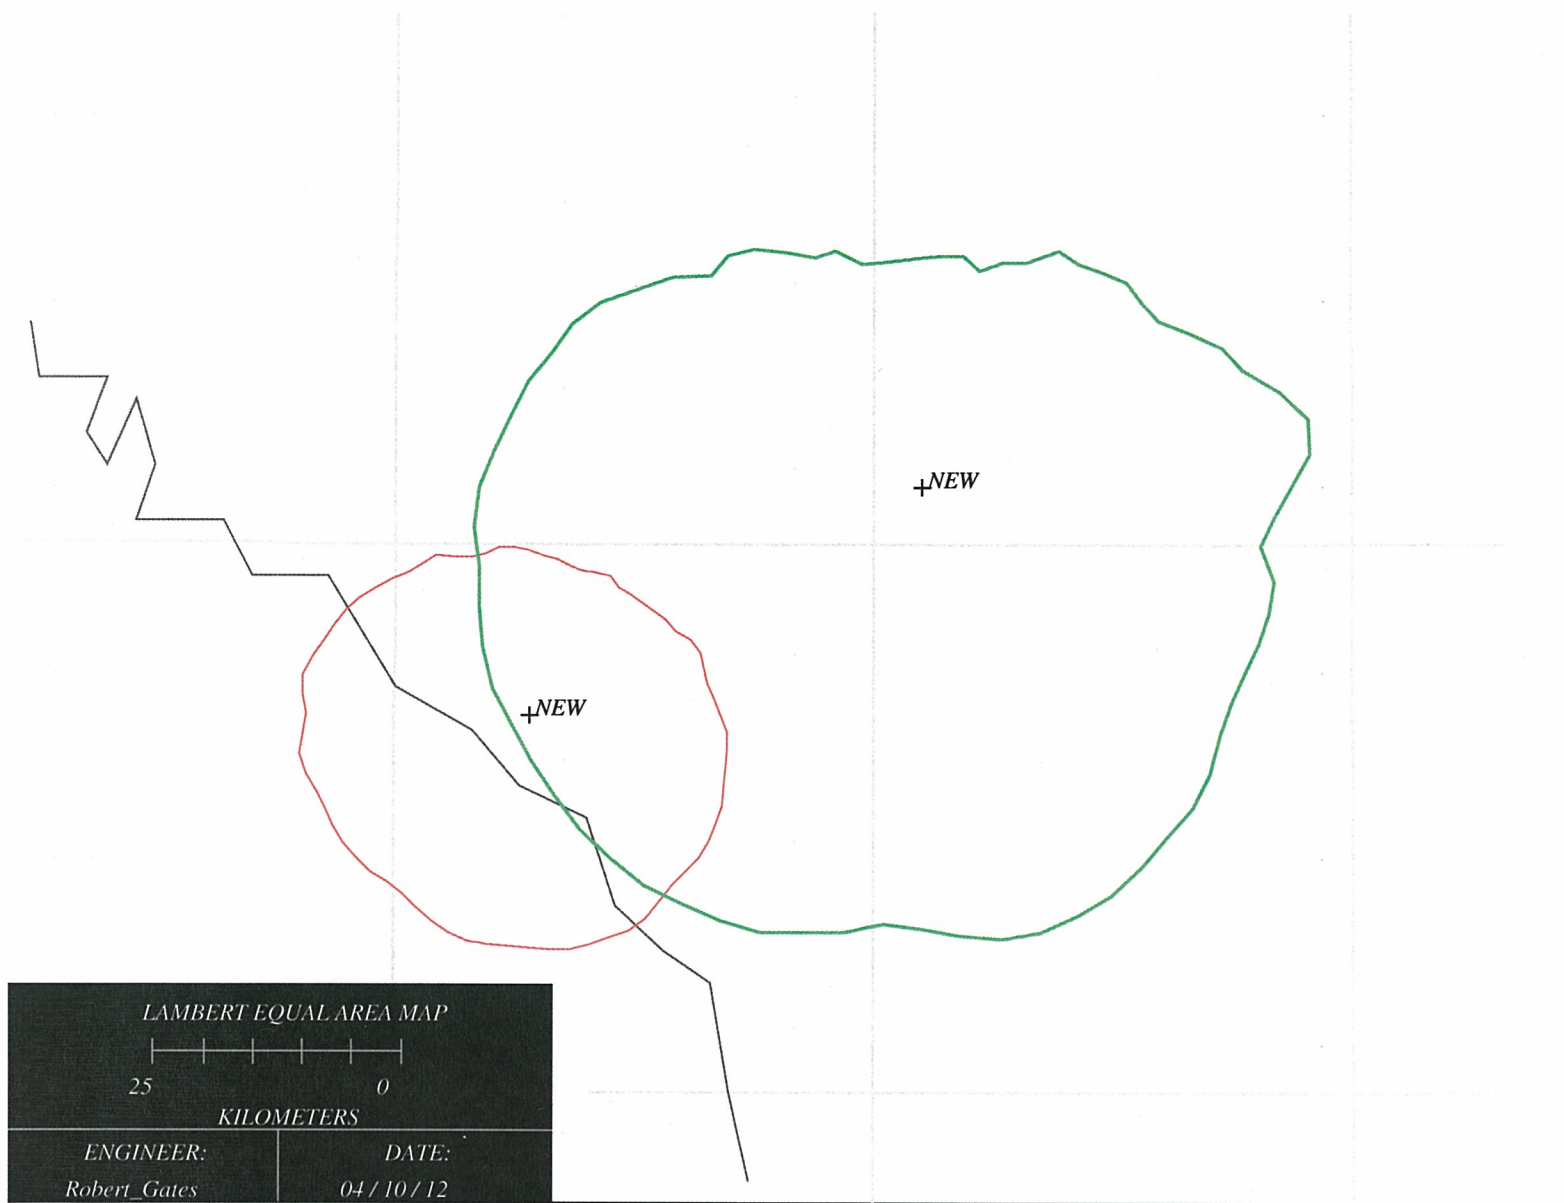 NEW
NEW
LAMBERT EQUAL AREA MAP
25 0
KILOMETERS
ENGINEER: DATE:
Robert_Gates 04/10/12